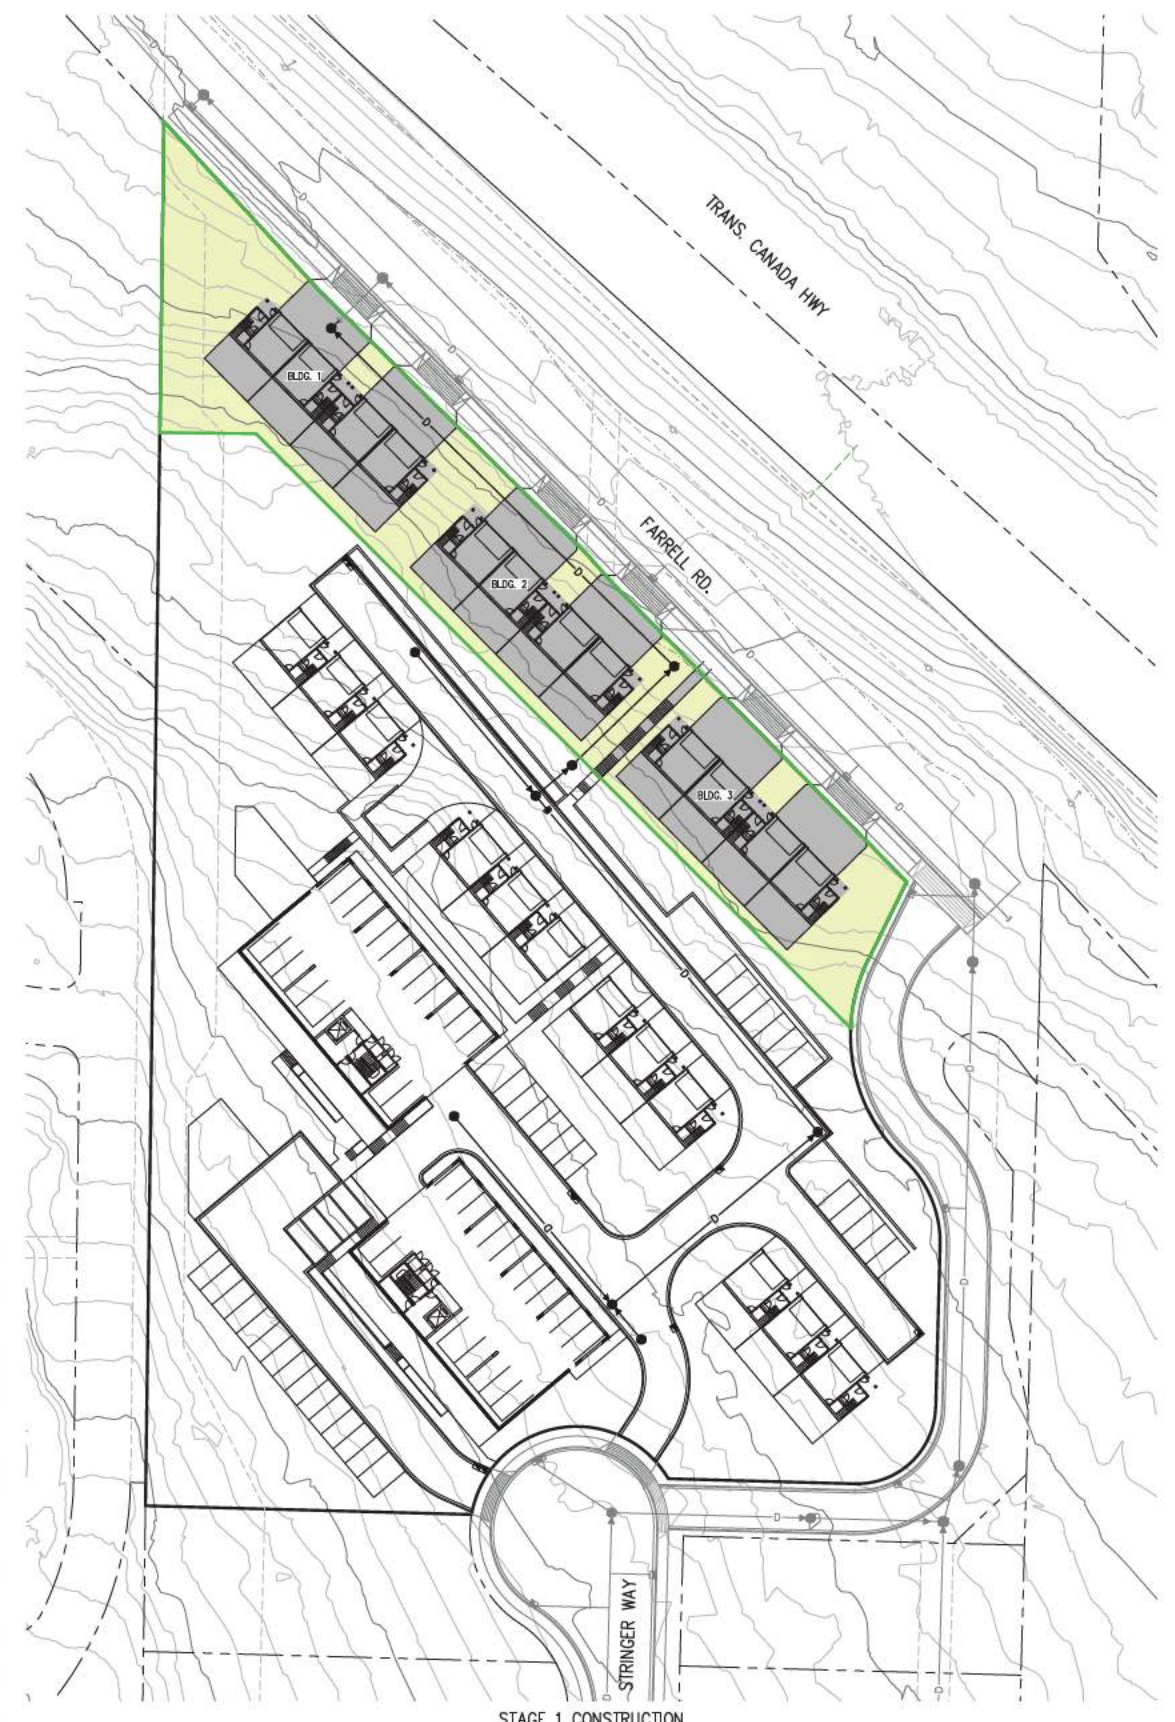 TRANS. CANADA HWY
FARRELL RD.
BLDG. 1
BLDG. 2
BLDG. 3
STRINGER WAY
STAGE 1 CONSTRUCTION